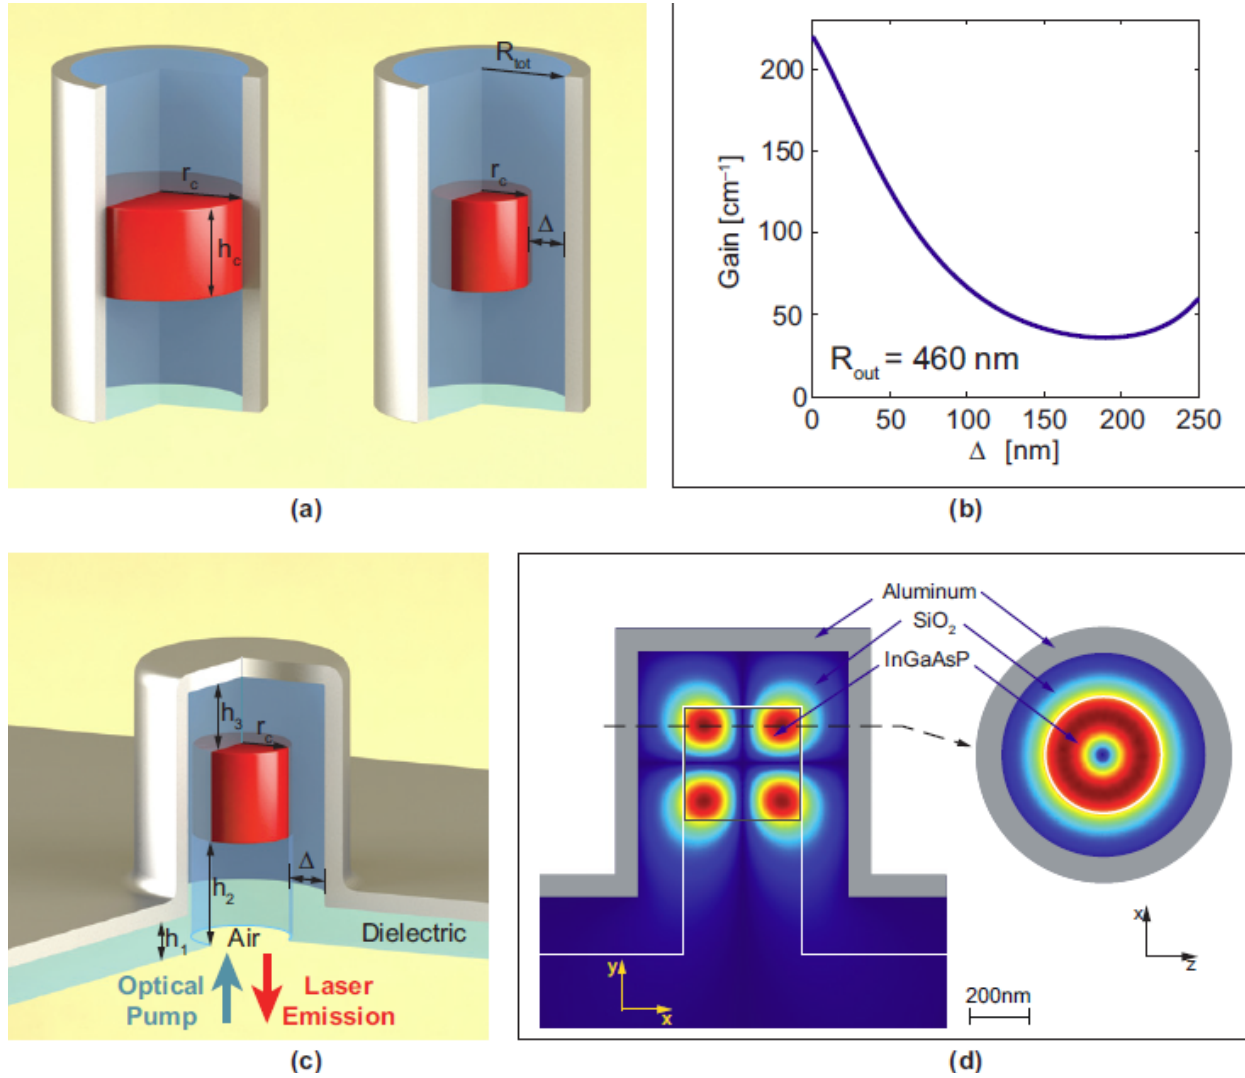 R_tot
r_c
h_c
r_c
Δ
(a)
Gain [cm⁻¹]
200
150
100
50
0
R_out = 460 nm
0 50 100 150 200 250
Δ [nm]
(b)
h_3
r_c
Δ
h_2
h_1
Air
Dielectric
Optical
Pump
Laser
Emission
(c)
Aluminum
SiO₂
InGaAsP
y
x
x
z
200nm
(d)